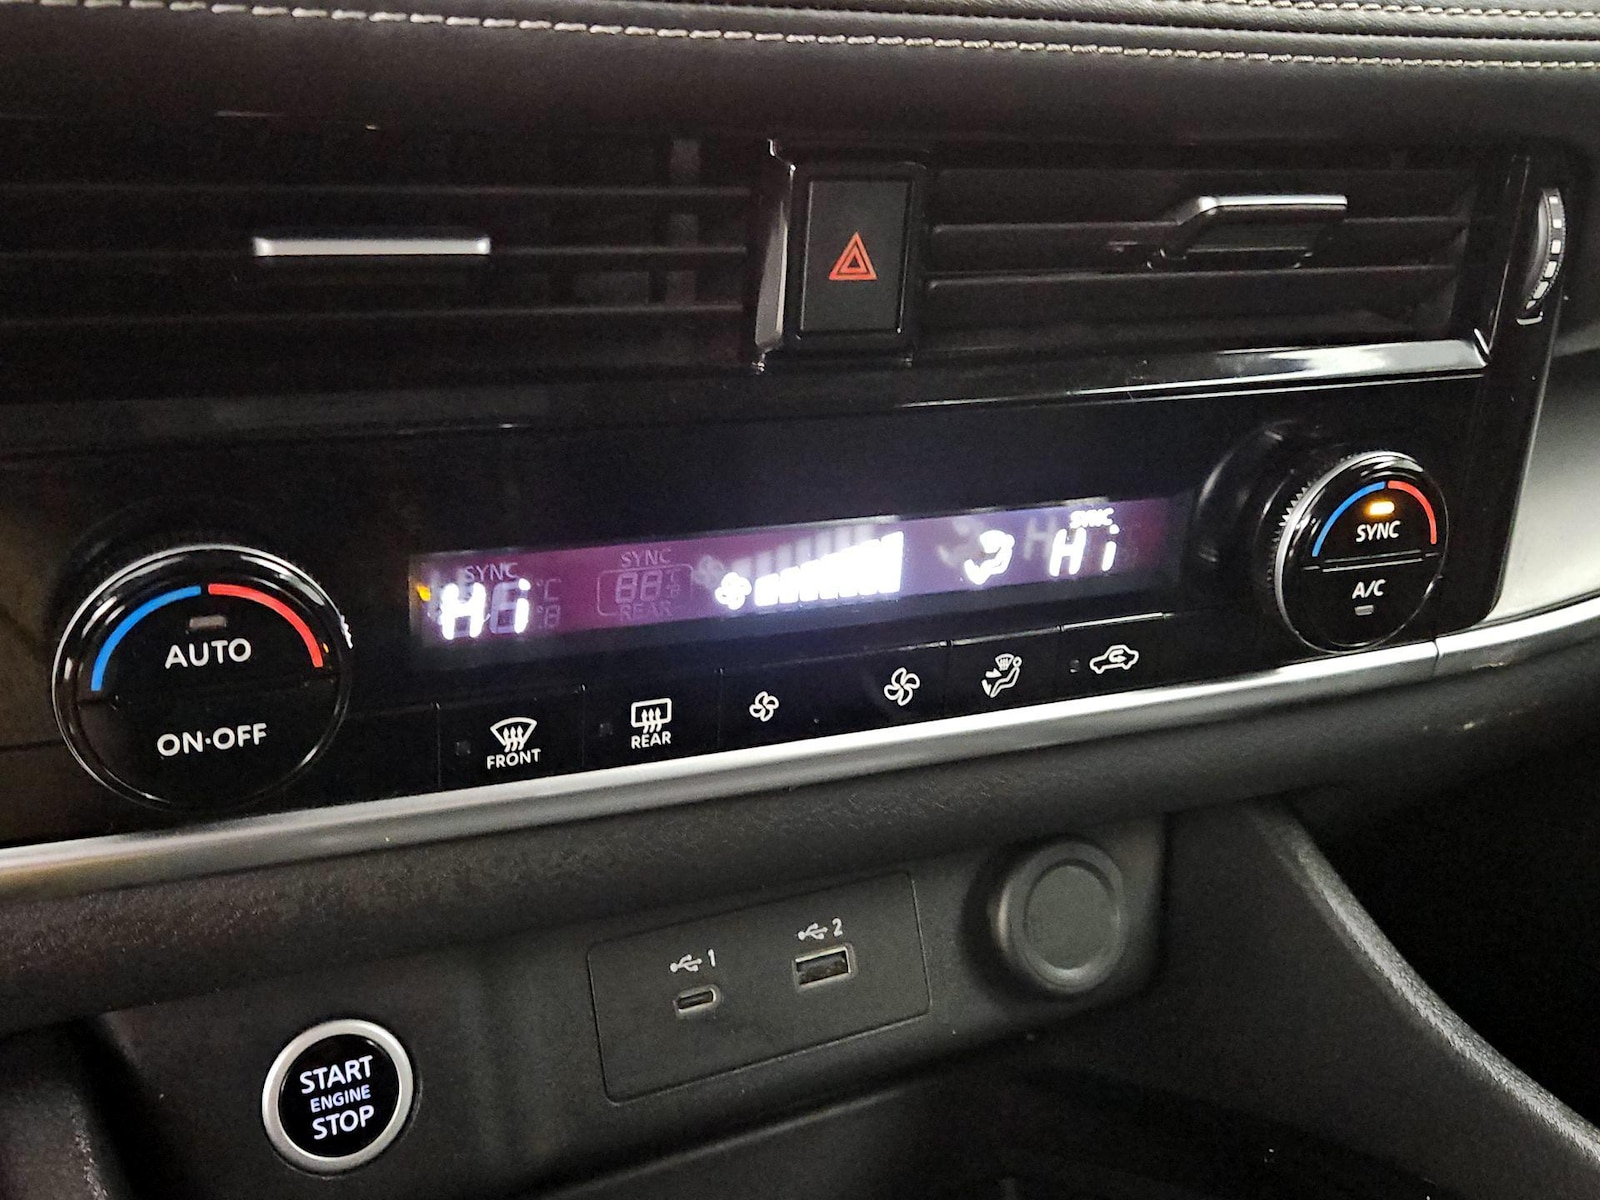 SYNC
SYNC
SYNC
Hi
88
REAR
Hi
SYNC
A/C
AUTO
ON·OFF
FRONT
REAR
1
2
START
ENGINE
STOP